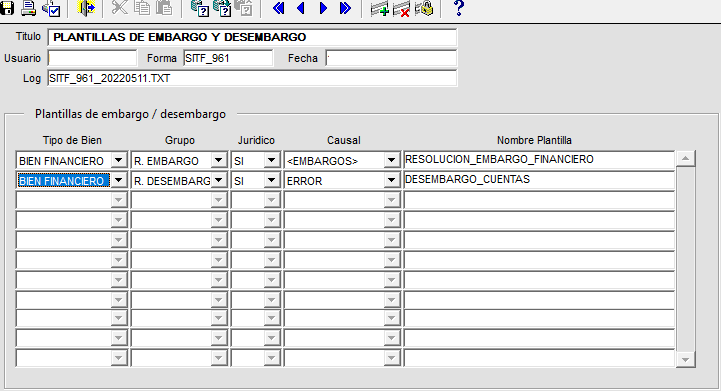 Titulo PLANTILLAS DE EMBARGO Y DESEMBARGO
Usuario Forma SITF_961 Fecha
Log SITF_961_20220511.TXT
Plantillas de embargo / desembargo
Tipo de Bien Grupo Juridico Causal Nombre Plantilla
BIEN FINANCIERO R. EMBARGO SI <EMBARGOS> RESOLUCION_EMBARGO_FINANCIERO
BIEN FINANCIERO R. DESEMBARG SI ERROR DESEMBARGO_CUENTAS